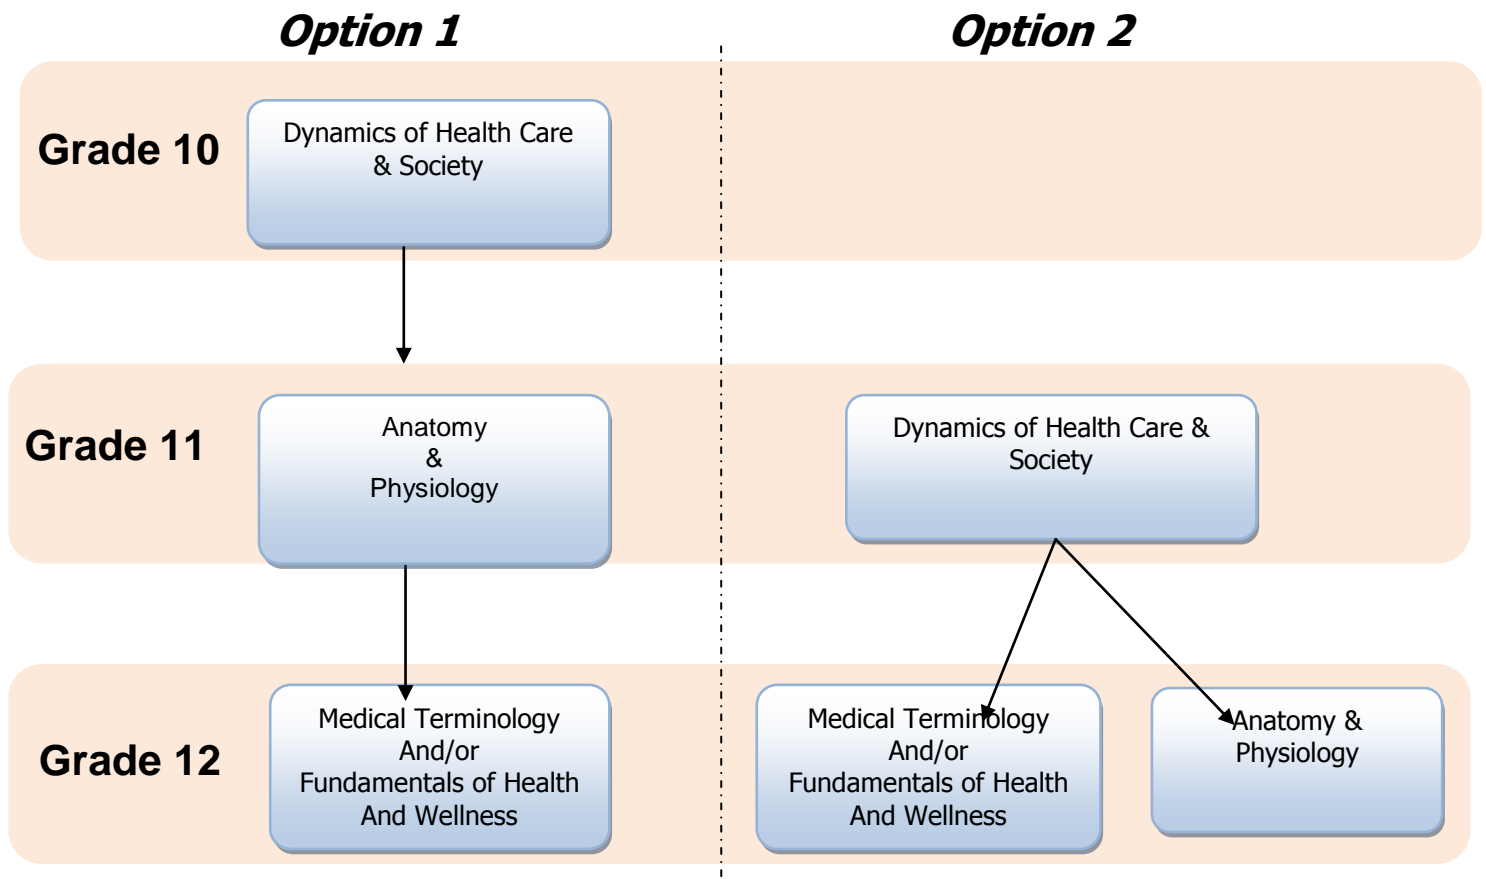 Option 1
Option 2
Grade 10
Dynamics of Health Care
& Society
Grade 11
Anatomy
&
Physiology
Dynamics of Health Care &
Society
Grade 12
Medical Terminology
And/or
Fundamentals of Health
And Wellness
Medical Terminology
And/or
Fundamentals of Health
And Wellness
Anatomy &
Physiology